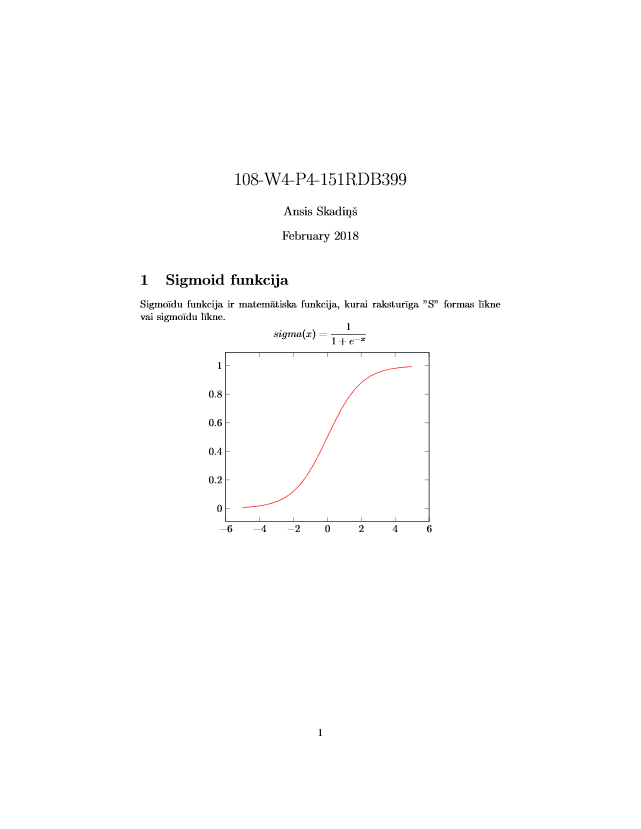 108-W4-P4-151RDB399
Ansis Skadiņš
February 2018
1 Sigmoid funkcija
Sigmoīdu funkcija ir matemātiska funkcija, kurai raksturīga ”S” formas līkne
vai sigmoīdu līkne.
sigma(x) = 1 / (1 + e^{−x})
1
0.8
0.6
0.4
0.2
0
−6 −4 −2 0 2 4 6
1